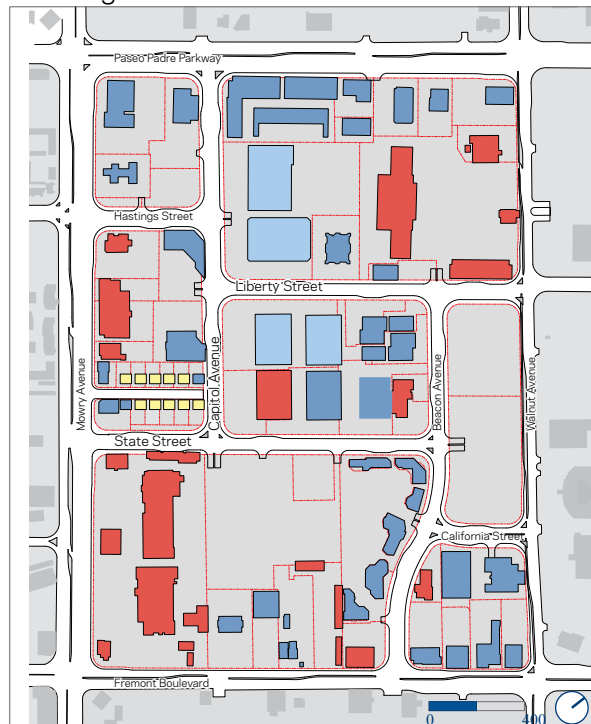 Paseo Padre Parkway
Hastings Street
Liberty Street
Mowry Avenue
Capitol Avenue
Beacon Avenue
Walnut Avenue
State Street
California Street
Fremont Boulevard
0 400